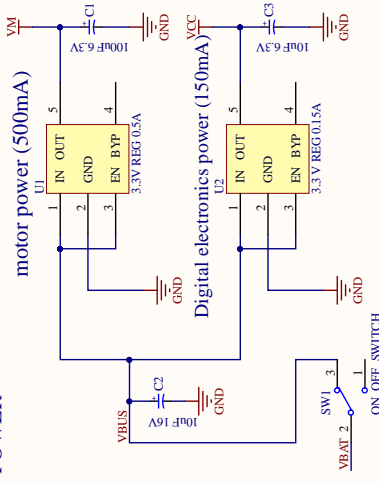 motor power (500mA)
VM
C1
100uF 6.3V
GND
5
4
OUT
BYP
IN
GND
EN
U1
3.3V REG 0.5A
1
2
3
GND
Digital electronics power (150mA)
VCC
C3
10uF 6.3V
GND
5
4
OUT
BYP
IN
GND
EN
U2
3.3 V REG 0.15A
1
2
3
GND
VBUS
C2
10uF 16V
GND
SW1
3
1
2
VBAT
ON_OFF_SWITCH